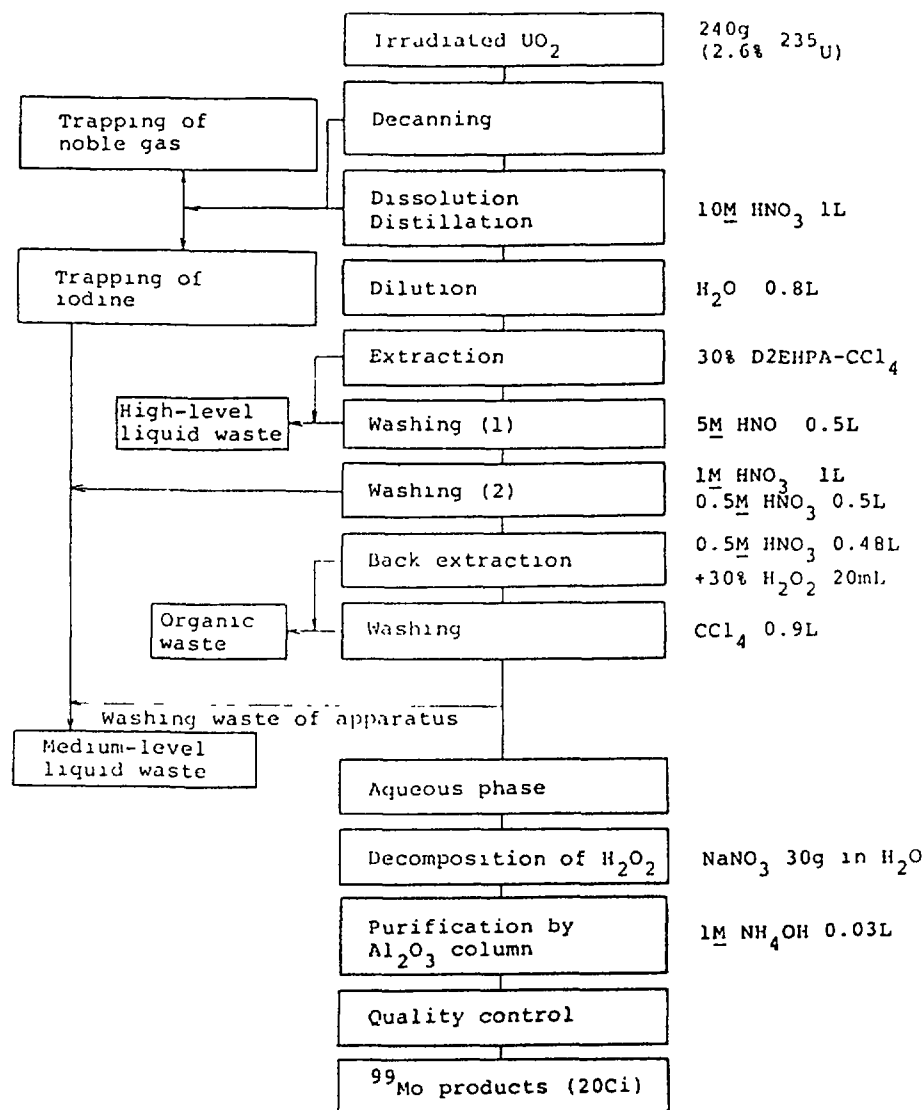 Irradiated UO2
240g
(2.6% 235U)
Trapping of
noble gas
Decanning
Dissolution
Distillation
10M HNO3 1L
Trapping of
iodine
Dilution
H2O 0.8L
Extraction
30% D2EHPA-CCl4
High-level
liquid waste
Washing (1)
5M HNO 0.5L
Washing (2)
1M HNO3 1L
0.5M HNO3 0.5L
Back extraction
0.5M HNO3 0.48L
+30% H2O2 20mL
Organic
waste
Washing
CCl4 0.9L
Washing waste of apparatus
Medium-level
liquid waste
Aqueous phase
Decomposition of H2O2
NaNO3 30g in H2O
Purification by
Al2O3 column
1M NH4OH 0.03L
Quality control
99Mo products (20Ci)